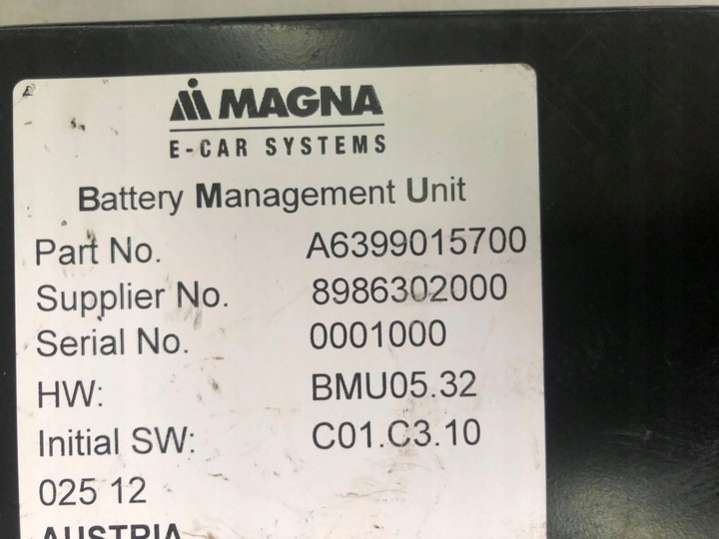 MAGNA
E-CAR SYSTEMS
Battery Management Unit
Part No. A6399015700
Supplier No. 8986302000
Serial No. 0001000
HW: BMU05.32
Initial SW: C01.C3.10
025 12
AUSTRIA